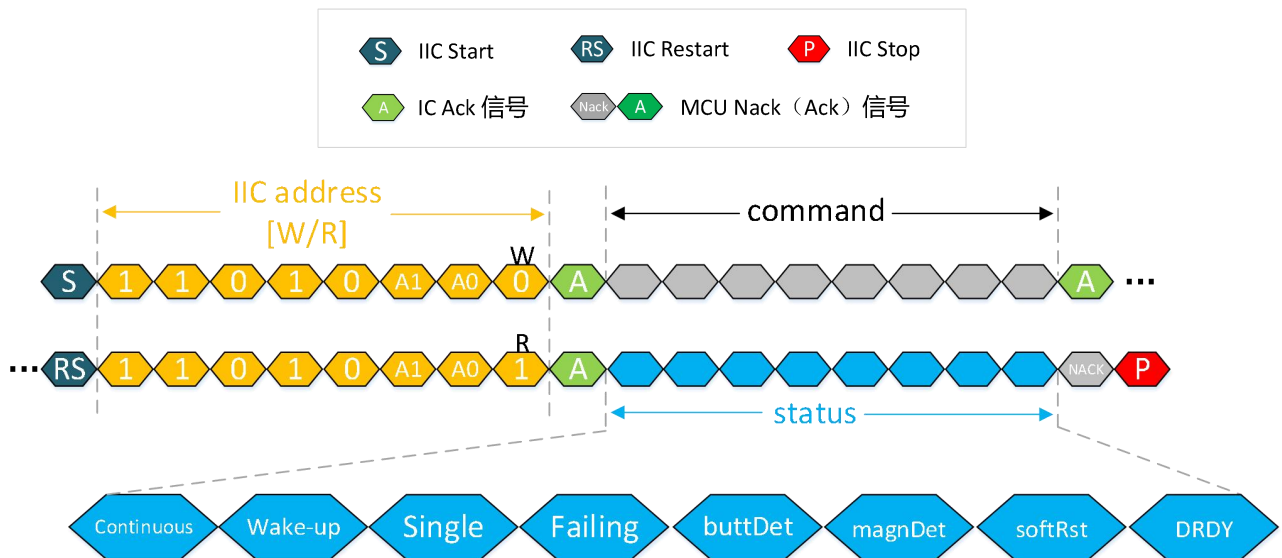 S IIC Start RS IIC Restart P IIC Stop
A IC Ack 信号 Nack A MCU Nack（Ack）信号
IIC address
[W/R]
command
W
S 1 1 0 1 0 A1 A0 0 A A ...
R
... RS 1 1 0 1 0 A1 A0 1 A NACK P
status
Continuous Wake-up Single Failing buttDet magnDet softRst DRDY